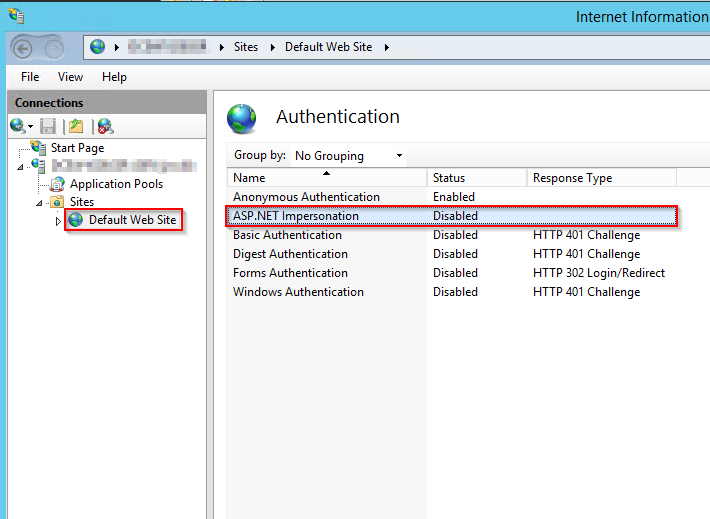 Internet Information
Sites Default Web Site
File View Help
Connections
Start Page
Application Pools
Sites
Default Web Site
Authentication
Group by: No Grouping
Name Status Response Type
Anonymous Authentication Enabled
ASP.NET Impersonation Disabled
Basic Authentication Disabled HTTP 401 Challenge
Digest Authentication Disabled HTTP 401 Challenge
Forms Authentication Disabled HTTP 302 Login/Redirect
Windows Authentication Disabled HTTP 401 Challenge